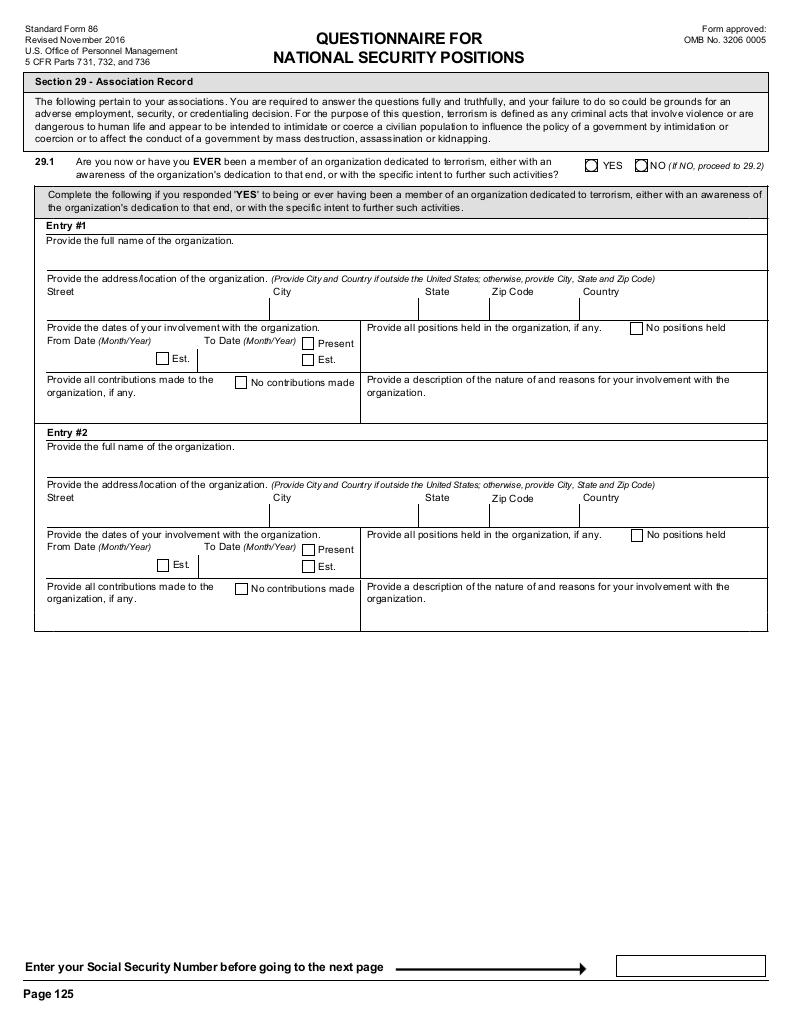 Standard Form 86
Revised November 2016
U.S. Office of Personnel Management
5 CFR Parts 731, 732, and 736
QUESTIONNAIRE FOR
NATIONAL SECURITY POSITIONS
Form approved:
OMB No. 3206 0005
Section 29 - Association Record
The following pertain to your associations. You are required to answer the questions fully and truthfully, and your failure to do so could be grounds for an
adverse employment, security, or credentialing decision. For the purpose of this question, terrorism is defined as any criminal acts that involve violence or are
dangerous to human life and appear to be intended to intimidate or coerce a civilian population to influence the policy of a government by intimidation or
coercion or to affect the conduct of a government by mass destruction, assassination or kidnapping.
29.1 Are you now or have you EVER been a member of an organization dedicated to terrorism, either with an
awareness of the organization's dedication to that end, or with the specific intent to further such activities?
YES NO (If NO, proceed to 29.2)
Complete the following if you responded 'YES' to being or ever having been a member of an organization dedicated to terrorism, either with an awareness of
the organization's dedication to that end, or with the specific intent to further such activities.
Entry #1
Provide the full name of the organization.
Provide the address/location of the organization. (Provide City and Country if outside the United States; otherwise, provide City, State and Zip Code)
Street City State Zip Code Country
Provide the dates of your involvement with the organization.
From Date (Month/Year) To Date (Month/Year) Present
Est. Est.
Provide all positions held in the organization, if any. No positions held
Provide all contributions made to the
organization, if any.
No contributions made
Provide a description of the nature of and reasons for your involvement with the
organization.
Entry #2
Provide the full name of the organization.
Provide the address/location of the organization. (Provide City and Country if outside the United States; otherwise, provide City, State and Zip Code)
Street City State Zip Code Country
Provide the dates of your involvement with the organization.
From Date (Month/Year) To Date (Month/Year) Present
Est. Est.
Provide all positions held in the organization, if any. No positions held
Provide all contributions made to the
organization, if any.
No contributions made
Provide a description of the nature of and reasons for your involvement with the
organization.
Enter your Social Security Number before going to the next page
Page 125